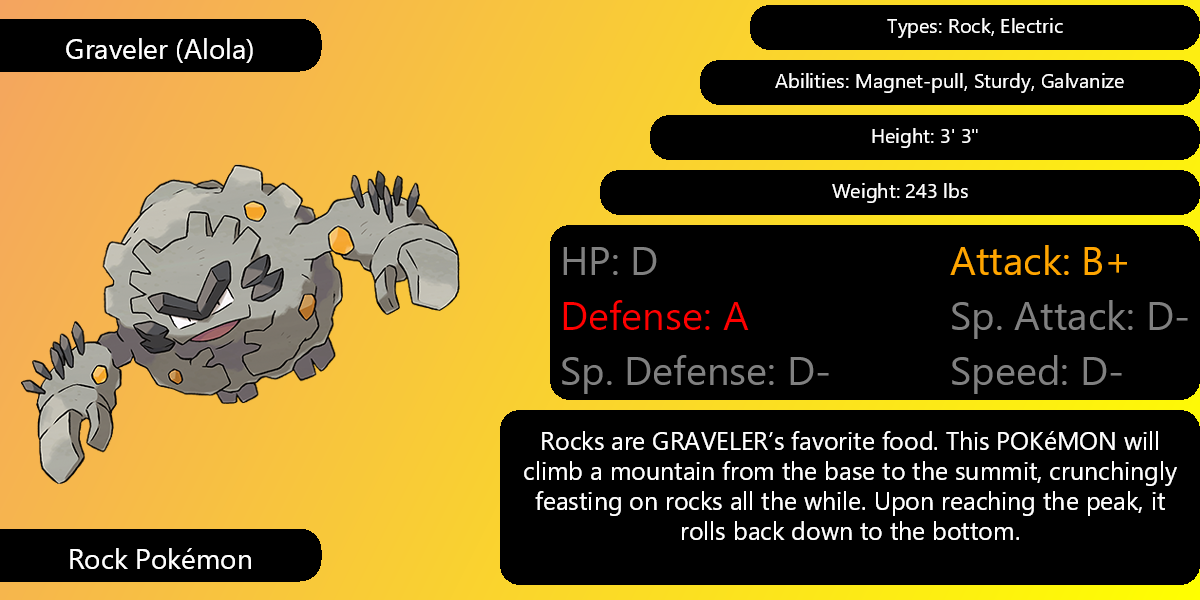 Graveler (Alola)
Types: Rock, Electric
Abilities: Magnet-pull, Sturdy, Galvanize
Height: 3' 3"
Weight: 243 lbs
HP: D
Attack: B+
Defense: A
Sp. Attack: D-
Sp. Defense: D-
Speed: D-
Rocks are GRAVELER’s favorite food. This POKéMON will
climb a mountain from the base to the summit, crunchingly
feasting on rocks all the while. Upon reaching the peak, it
rolls back down to the bottom.
Rock Pokémon